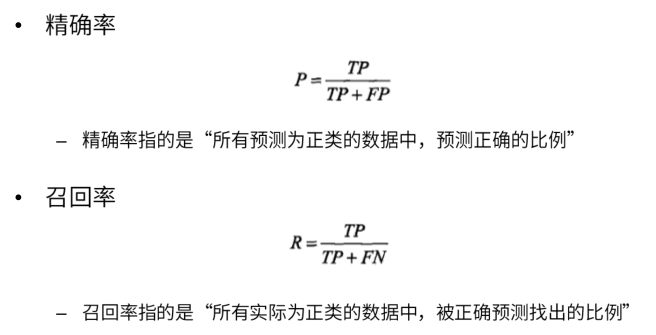 • 精确率
P = TP / (TP + FP)
– 精确率指的是“所有预测为正类的数据中，预测正确的比例”
• 召回率
R = TP / (TP + FN)
– 召回率指的是“所有实际为正类的数据中，被正确预测找出的比例”